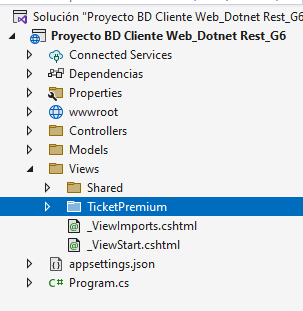 Solución "Proyecto BD Cliente Web_Dotnet Rest_G6
Proyecto BD Cliente Web_Dotnet Rest_G6
Connected Services
Dependencias
Properties
wwwroot
Controllers
Models
Views
Shared
TicketPremium
_ViewImports.cshtml
_ViewStart.cshtml
appsettings.json
C# Program.cs